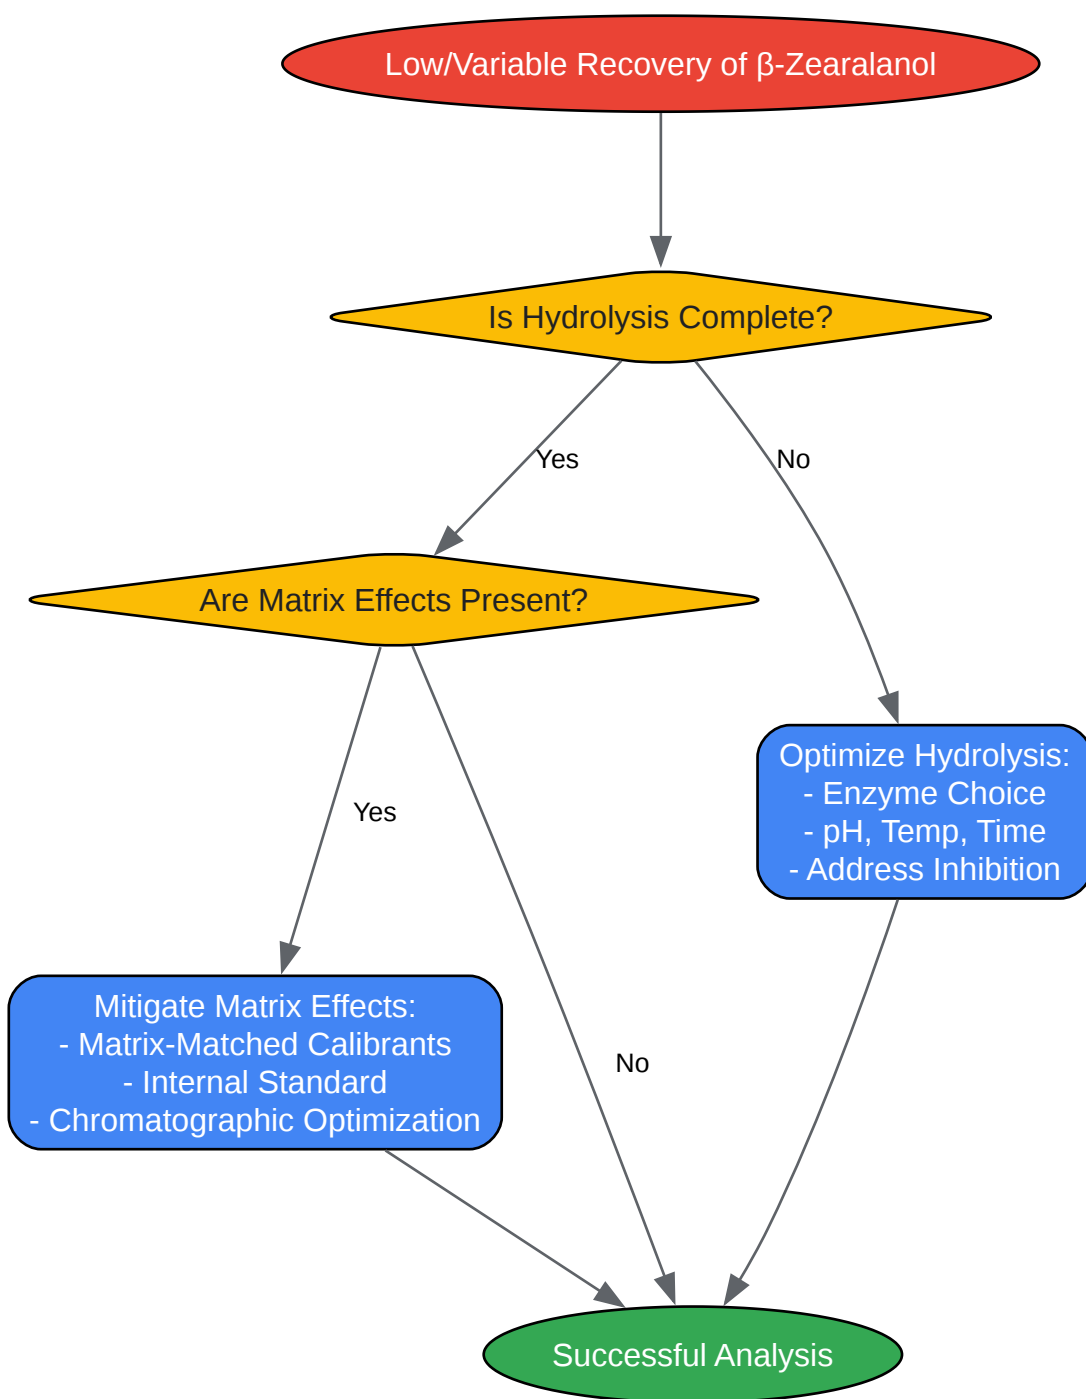 Low/Variable Recovery of β-Zearalanol
Is Hydrolysis Complete?
Yes
No
Are Matrix Effects Present?
Optimize Hydrolysis:
- Enzyme Choice
- pH, Temp, Time
- Address Inhibition
Yes
Mitigate Matrix Effects:
- Matrix-Matched Calibrants
- Internal Standard
- Chromatographic Optimization
No
Successful Analysis